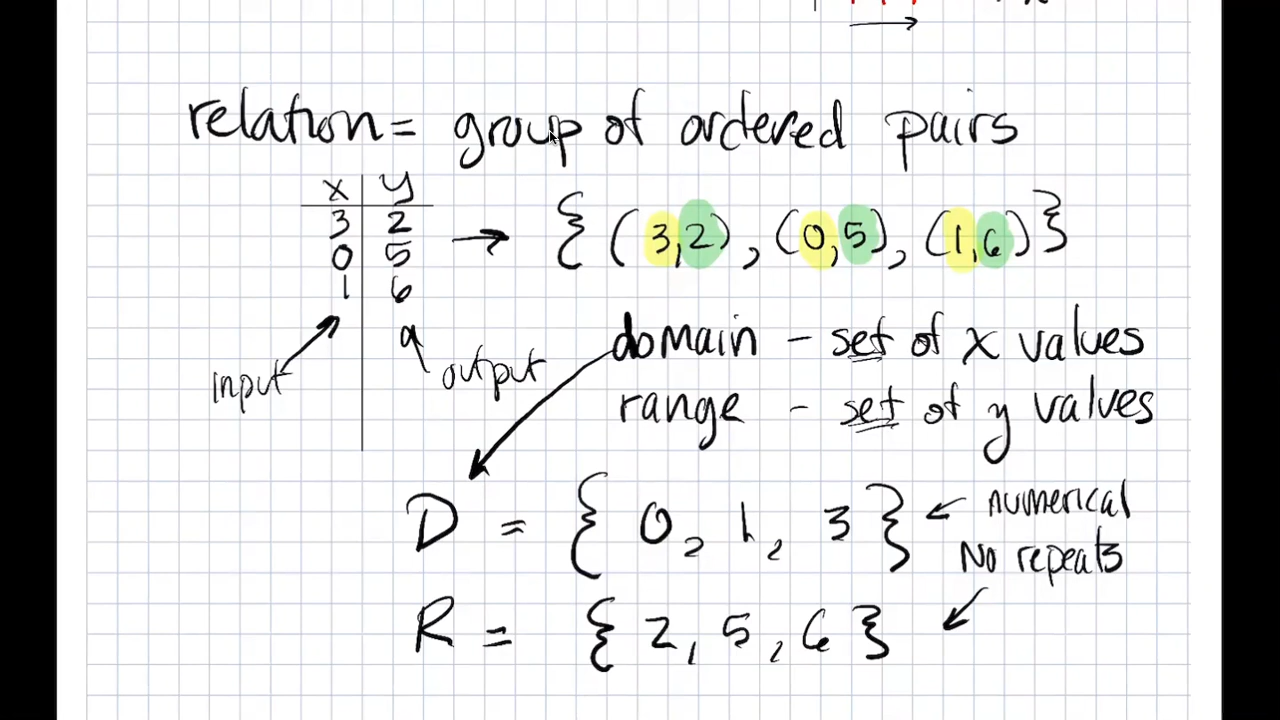 relation = group of ordered pairs
x y
3 2
0 5
1 6
→ { (3,2), (0,5), (1,6) }
input
output
domain - set of x values
range - set of y values
D = { 0, 1, 3 } ← numerical
No repeats
R = { 2, 5, 6 }